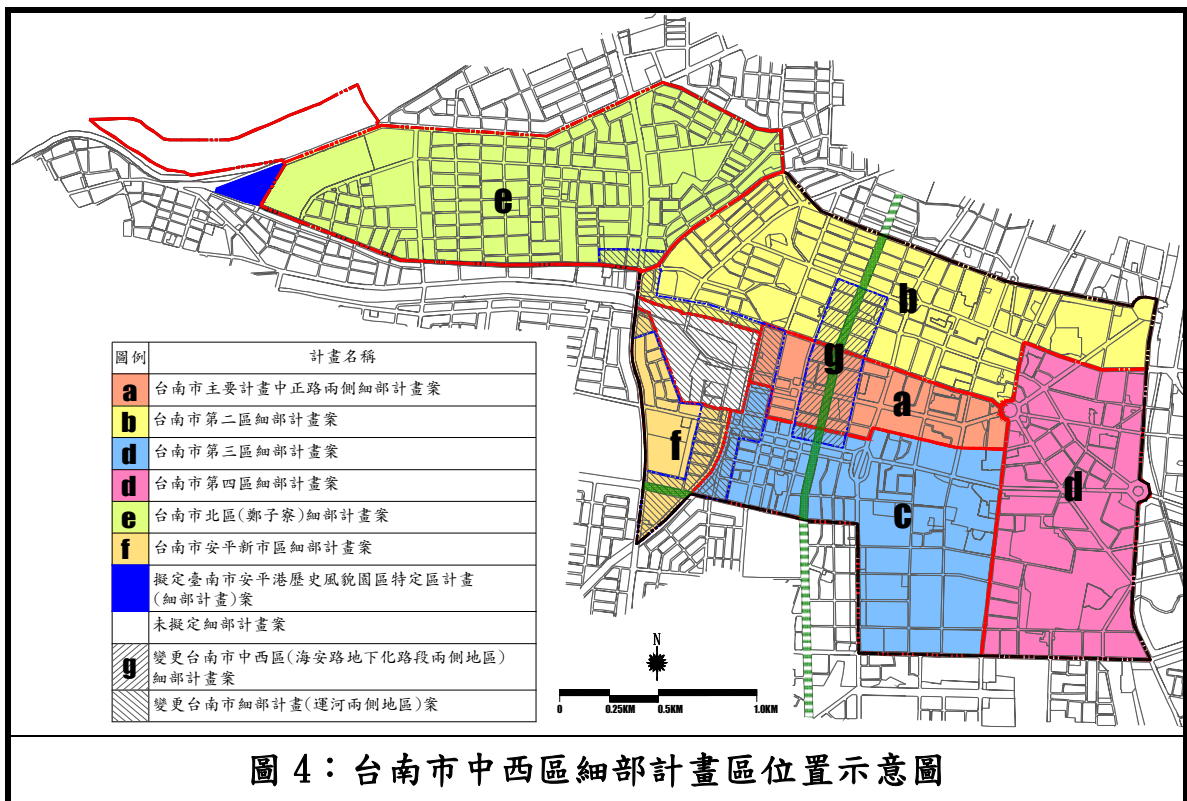 e
b
g
a
f
c
d
圖例 計畫名稱
a 台南市主要計畫中正路兩側細部計畫案
b 台南市第二區細部計畫案
d 台南市第三區細部計畫案
d 台南市第四區細部計畫案
e 台南市北區(鄭子寮)細部計畫案
f 台南市安平新市區細部計畫案
擬定臺南市安平港歷史風貌園區特定區計畫
(細部計畫)案
未擬定細部計畫案
g 變更台南市中西區(海安路地下化路段兩側地區)
細部計畫案
變更台南市細部計畫(運河兩側地區)案
N
0 0.25KM 0.5KM 1.0KM
圖 4：台南市中西區細部計畫區位置示意圖